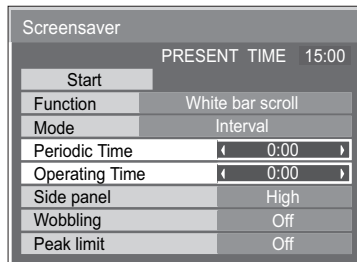 Screensaver
PRESENT TIME 15:00
Start
Function White bar scroll
Mode Interval
Periodic Time 0:00
Operating Time 0:00
Side panel High
Wobbling Off
Peak limit Off